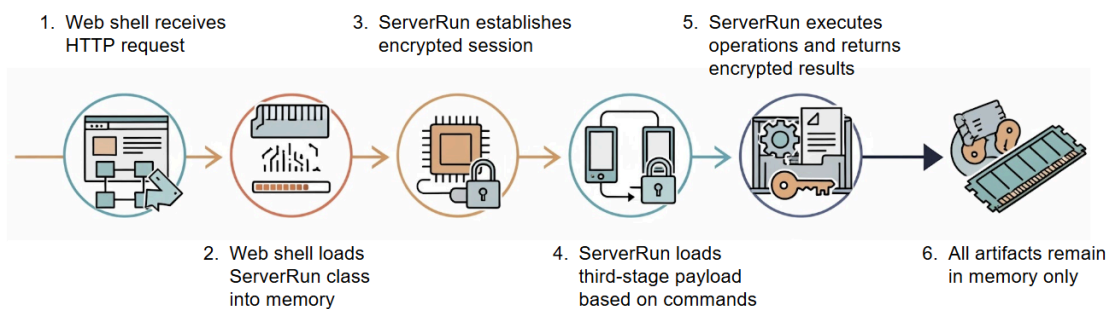 1. Web shell receives
HTTP request
2. Web shell loads
ServerRun class
into memory
3. ServerRun establishes
encrypted session
4. ServerRun loads
third-stage payload
based on commands
5. ServerRun executes
operations and returns
encrypted results
6. All artifacts remain
in memory only